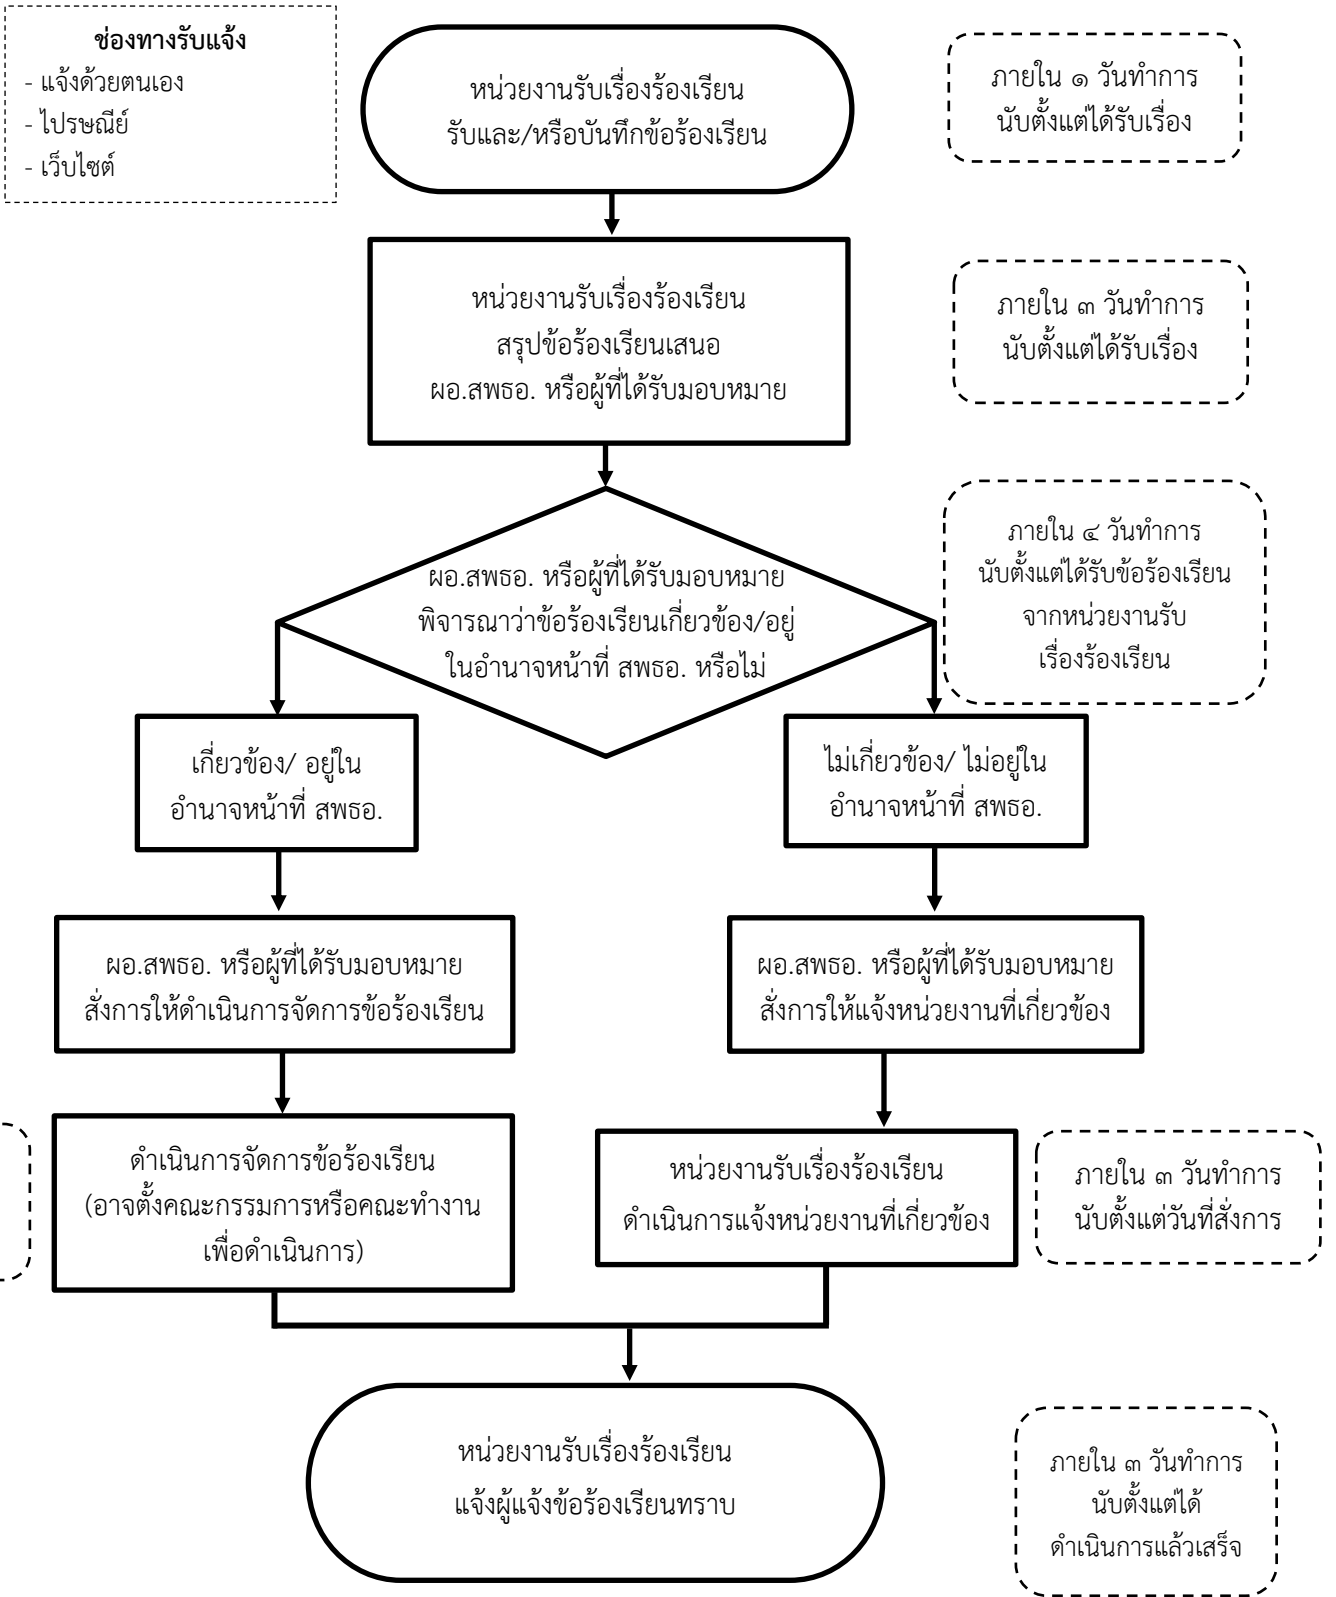 ช่องทางรับแจ้ง
- แจ้งด้วยตนเอง
- ไปรษณีย์
- เว็บไซต์
หน่วยงานรับเรื่องร้องเรียน
รับและ/หรือบันทึกข้อร้องเรียน
ภายใน ๑ วันทำการ
นับตั้งแต่ได้รับเรื่อง
หน่วยงานรับเรื่องร้องเรียน
สรุปข้อร้องเรียนเสนอ
ผอ.สพธอ. หรือผู้ที่ได้รับมอบหมาย
ภายใน ๓ วันทำการ
นับตั้งแต่ได้รับเรื่อง
ผอ.สพธอ. หรือผู้ที่ได้รับมอบหมาย
พิจารณาว่าข้อร้องเรียนเกี่ยวข้อง/อยู่
ในอำนาจหน้าที่ สพธอ. หรือไม่
ภายใน ๔ วันทำการ
นับตั้งแต่ได้รับข้อร้องเรียน
จากหน่วยงานรับ
เรื่องร้องเรียน
เกี่ยวข้อง/ อยู่ใน
อำนาจหน้าที่ สพธอ.
ไม่เกี่ยวข้อง/ ไม่อยู่ใน
อำนาจหน้าที่ สพธอ.
ผอ.สพธอ. หรือผู้ที่ได้รับมอบหมาย
สั่งการให้ดำเนินการจัดการข้อร้องเรียน
ผอ.สพธอ. หรือผู้ที่ได้รับมอบหมาย
สั่งการให้แจ้งหน่วยงานที่เกี่ยวข้อง
ดำเนินการจัดการข้อร้องเรียน
(อาจตั้งคณะกรรมการหรือคณะทำงาน
เพื่อดำเนินการ)
หน่วยงานรับเรื่องร้องเรียน
ดำเนินการแจ้งหน่วยงานที่เกี่ยวข้อง
ภายใน ๓ วันทำการ
นับตั้งแต่วันที่สั่งการ
หน่วยงานรับเรื่องร้องเรียน
แจ้งผู้แจ้งข้อร้องเรียนทราบ
ภายใน ๓ วันทำการ
นับตั้งแต่ได้
ดำเนินการแล้วเสร็จ